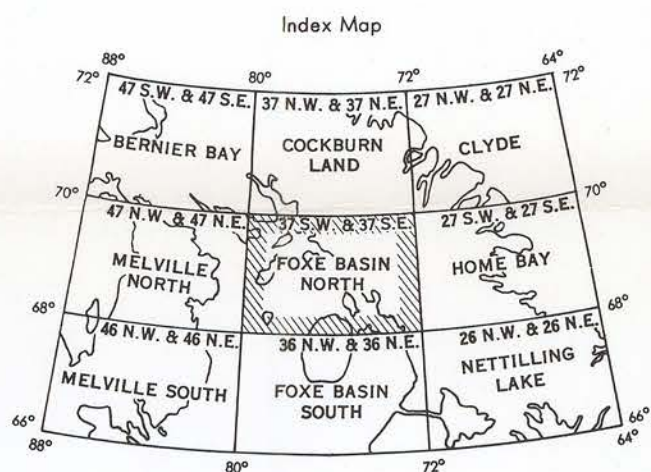 Index Map
88°
80°
72°
64°
72°
72°
47 S.W. & 47 S.E.
37 N.W. & 37 N.E.
27 N.W. & 27 N.E.
BERNIER BAY
COCKBURN
LAND
CLYDE
70°
70°
47 N.W. & 47 N.E.
37 S.W. & 37 S.E.
27 S.W. & 27 S.E.
MELVILLE
NORTH
FOXE BASIN
NORTH
HOME BAY
68°
68°
46 N.W. & 46 N.E.
36 N.W. & 36 N.E.
26 N.W. & 26 N.E.
MELVILLE SOUTH
FOXE BASIN
SOUTH
NETTILLING
LAKE
66°
66°
88°
80°
72°
64°